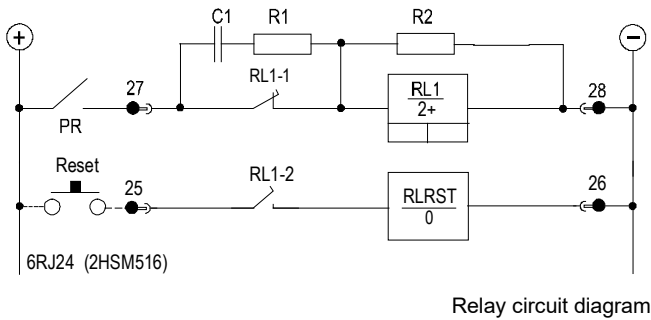 C1
R1
R2
+
−
27
RL1-1
RL1
2+
28
PR
Reset
25
RL1-2
RLRST
0
26
6RJ24 (2HSM516)
Relay circuit diagram